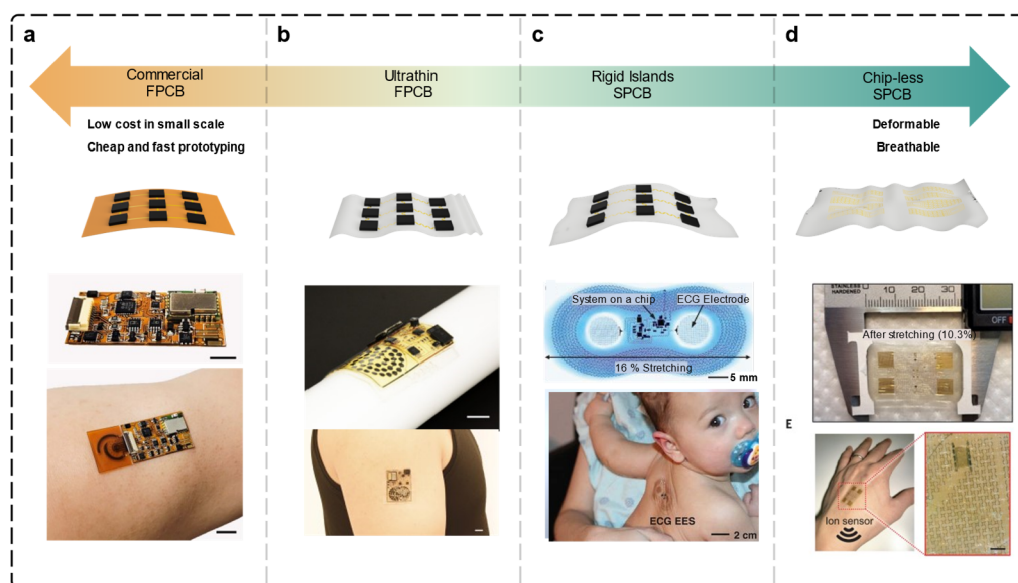 a
b
c
d
Commercial
FPCB
Ultrathin
FPCB
Rigid Islands
SPCB
Chip-less
SPCB
Low cost in small scale
Cheap and fast prototyping
Deformable
Breathable
System on a chip
ECG Electrode
16 % Stretching
5 mm
ECG EES
2 cm
STAINLESS
HARDENED
0 10 20 30
OFF
After stretching (10.3%)
E
Ion sensor